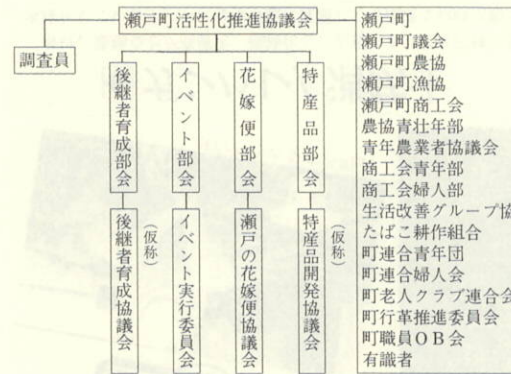 瀬戸町活性化推進協議会
調査員
後継者育成部会
イベント部会
花嫁便部会
特産品部会
(仮称)
後継者育成協議会
イベント実行委員会
瀬戸の花嫁便協議会
(仮称)
特産品開発協議会
瀬戸町
瀬戸町議会
瀬戸町農協
瀬戸町漁協
瀬戸町商工会
農協青壮年部
青年農業者協議会
商工会青年部
商工会婦人部
生活改善グループ協
たばこ耕作組合
町連合青年団
町連合婦人会
町老人クラブ連合会
町行革推進委員会
町職員OB会
有識者